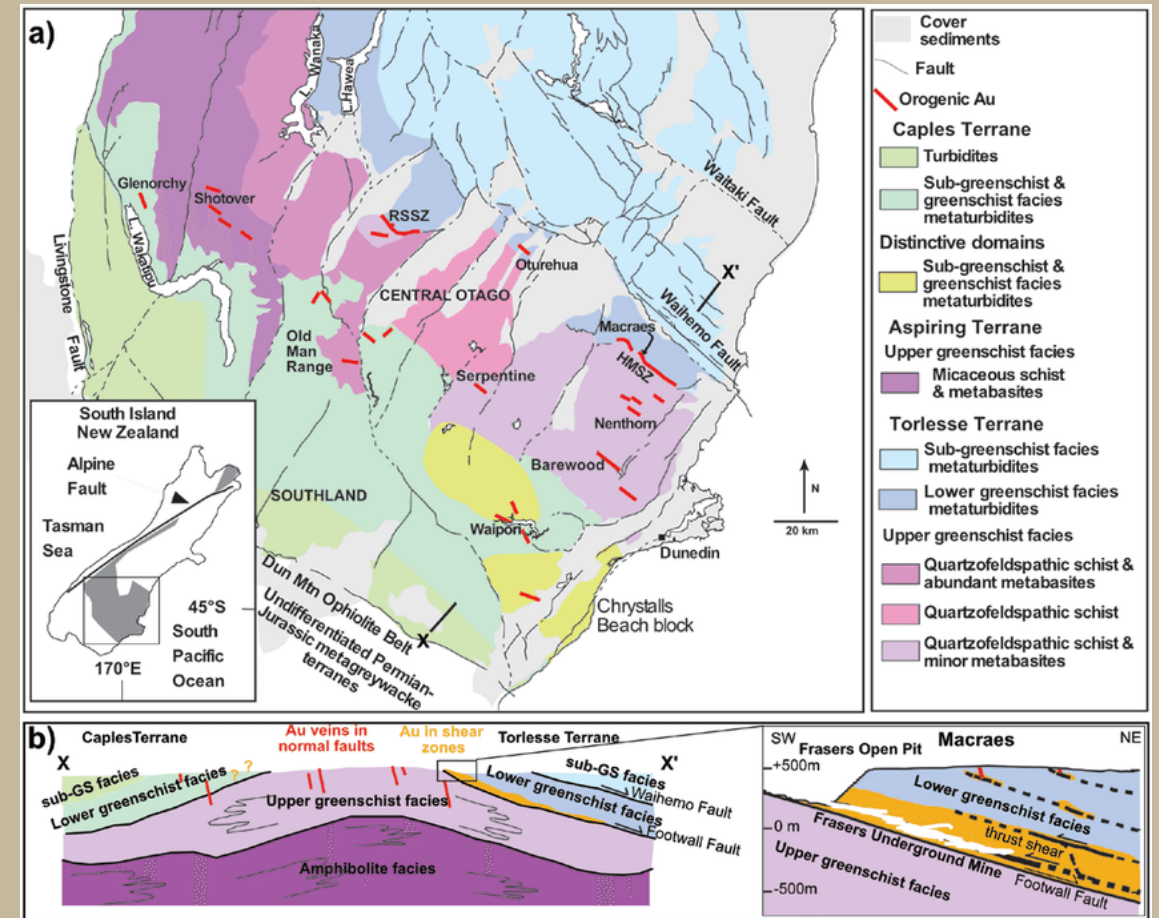 a)
L. Wanaka
L.Hawea
Glenorchy
Shotover
L. Wakatipu
RSSZ
Oturehua
CENTRAL OTAGO
Waitaki Fault
X'
Waihemo Fault
Livingstone
Fault
Old
Man
Range
Macraes
HMSZ
Serpentine
Nenthorn
Barewood
SOUTHLAND
Waipori
Dunedin
N
20 km
Chrystalls
Beach block
X
Dun Mtn Ophiolite Belt
Undifferentiated Permian-
Jurassic metagreywacke
terranes
South Island
New Zealand
Alpine
Fault
Tasman
Sea
45°S
South
Pacific
Ocean
170°E
Cover
sediments
Fault
Orogenic Au
Caples Terrane
Turbidites
Sub-greenschist &
greenschist facies
metaturbidites
Distinctive domains
Sub-greenschist &
greenschist facies
metaturbidites
Aspiring Terrane
Upper greenschist facies
Micaceous schist
& metabasites
Torlesse Terrane
Sub-greenschist facies
metaturbidites
Lower greenschist facies
metaturbidites
Upper greenschist facies
Quartzofeldspathic schist &
abundant metabasites
Quartzofeldspathic schist
Quartzofeldspathic schist &
minor metabasites
b)
X
CaplesTerrane
Au veins in
normal faults
Au in shear
zones
Torlesse Terrane
X'
sub-GS facies
Lower greenschist facies
? ?
Upper greenschist facies
Amphibolite facies
sub-GS facies
Lower greenschist facies
Waihemo Fault
Footwall Fault
SW
Frasers Open Pit
Macraes
NE
+500m
0 m
-500m
Lower greenschist facies
thrust shear
Frasers Underground Mine
Footwall Fault
Upper greenschist facies